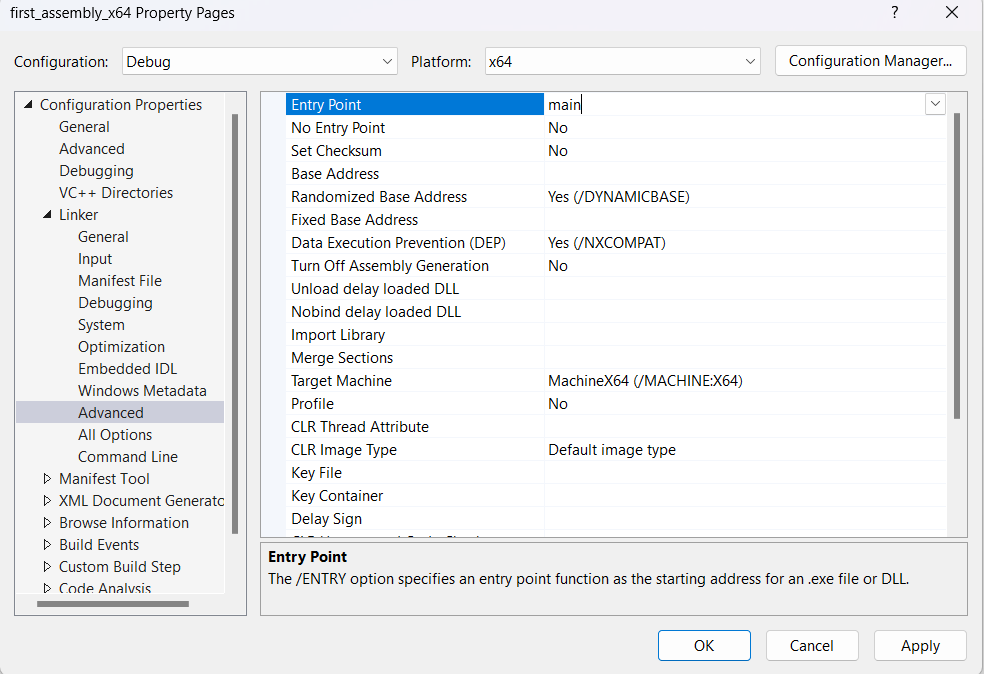 first_assembly_x64 Property Pages ? ×
Configuration: Debug Platform: x64 Configuration Manager...
Configuration Properties
General
Advanced
Debugging
VC++ Directories
Linker
General
Input
Manifest File
Debugging
System
Optimization
Embedded IDL
Windows Metadata
Advanced
All Options
Command Line
Manifest Tool
XML Document Generato
Browse Information
Build Events
Custom Build Step
Code Analysis
Entry Point main
No Entry Point No
Set Checksum No
Base Address
Randomized Base Address Yes (/DYNAMICBASE)
Fixed Base Address
Data Execution Prevention (DEP) Yes (/NXCOMPAT)
Turn Off Assembly Generation No
Unload delay loaded DLL
Nobind delay loaded DLL
Import Library
Merge Sections
Target Machine MachineX64 (/MACHINE:X64)
Profile No
CLR Thread Attribute
CLR Image Type Default image type
Key File
Key Container
Delay Sign
Entry Point
The /ENTRY option specifies an entry point function as the starting address for an .exe file or DLL.
OK Cancel Apply